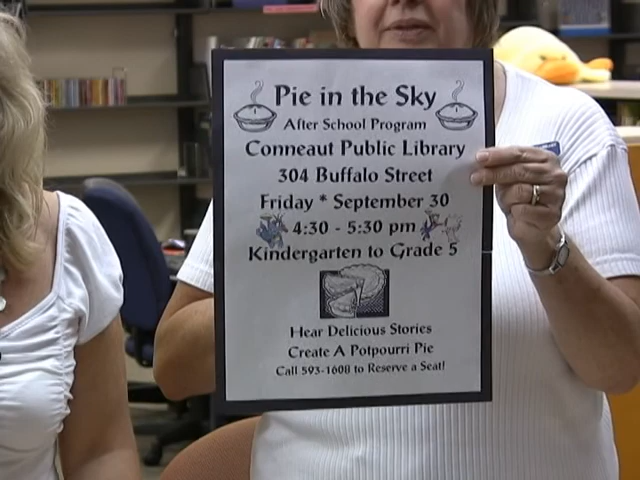 Pie in the Sky
After School Program
Conneaut Public Library
304 Buffalo Street
Friday * September 30
4:30 - 5:30 pm
Kindergarten to Grade 5
Hear Delicious Stories
Create A Potpourri Pie
Call 593-1608 to Reserve a Seat!